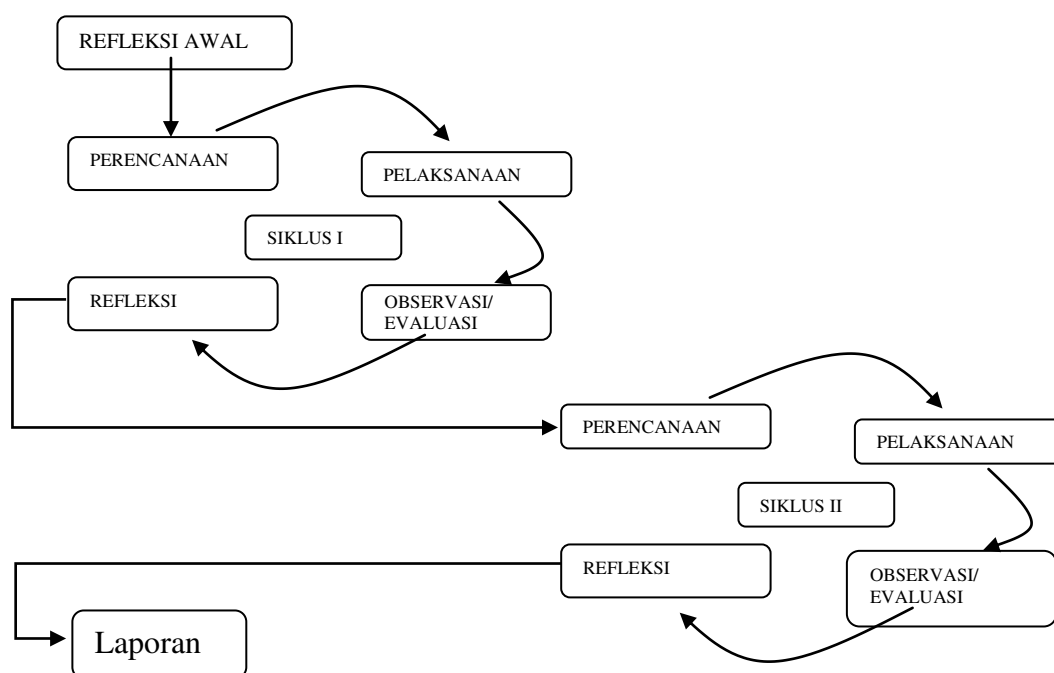 REFLEKSI AWAL
PERENCANAAN
PELAKSANAAN
SIKLUS I
REFLEKSI
OBSERVASI/
EVALUASI
PERENCANAAN
PELAKSANAAN
SIKLUS II
REFLEKSI
OBSERVASI/
EVALUASI
Laporan